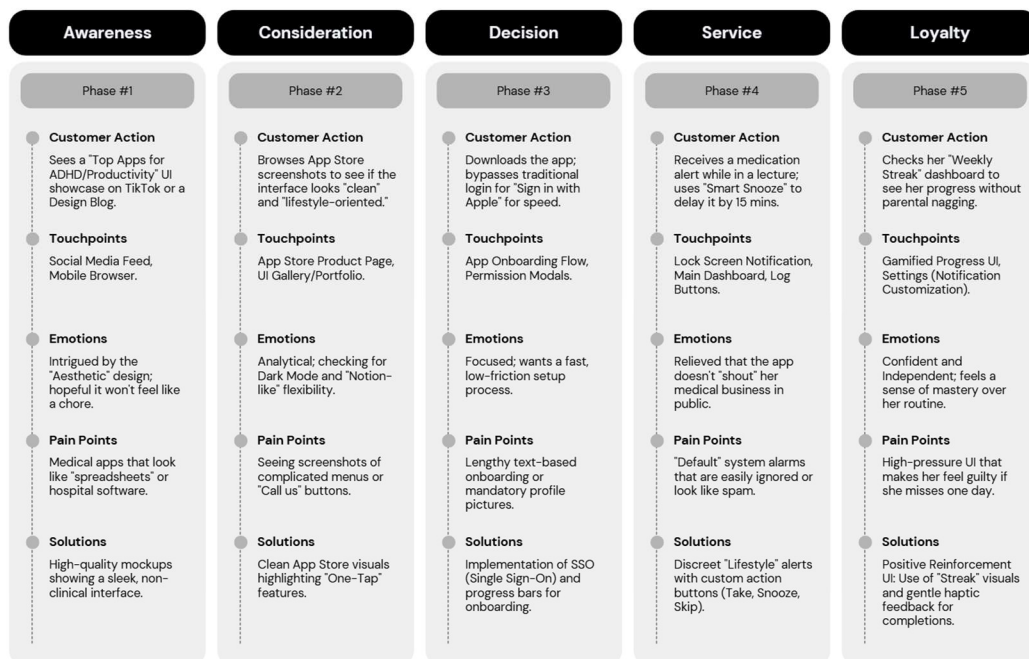 Awareness
Phase #1
Customer Action
Sees a "Top Apps for
ADHD/Productivity" UI
showcase on TikTok or a
Design Blog.
Touchpoints
Social Media Feed,
Mobile Browser.
Emotions
Intrigued by the
"Aesthetic" design;
hopeful it won't feel like
a chore.
Pain Points
Medical apps that look
like "spreadsheets" or
hospital software.
Solutions
High-quality mockups
showing a sleek, non-
clinical interface.
Consideration
Phase #2
Customer Action
Browses App Store
screenshots to see if the
interface looks "clean"
and "lifestyle-oriented."
Touchpoints
App Store Product Page,
UI Gallery/Portfolio.
Emotions
Analytical; checking for
Dark Mode and "Notion-
like" flexibility.
Pain Points
Seeing screenshots of
complicated menus or
"Call us" buttons.
Solutions
Clean App Store visuals
highlighting "One-Tap"
features.
Decision
Phase #3
Customer Action
Downloads the app;
bypasses traditional
login for "Sign in with
Apple" for speed.
Touchpoints
App Onboarding Flow,
Permission Modals.
Emotions
Focused; wants a fast,
low-friction setup
process.
Pain Points
Lengthy text-based
onboarding or
mandatory profile
pictures.
Solutions
Implementation of SSO
(Single Sign-On) and
progress bars for
onboarding.
Service
Phase #4
Customer Action
Receives a medication
alert while in a lecture;
uses "Smart Snooze" to
delay it by 15 mins.
Touchpoints
Lock Screen Notification,
Main Dashboard, Log
Buttons.
Emotions
Relieved that the app
doesn't "shout" her
medical business in
public.
Pain Points
"Default" system alarms
that are easily ignored or
look like spam.
Solutions
Discreet "Lifestyle" alerts
with custom action
buttons (Take, Snooze,
Skip).
Loyalty
Phase #5
Customer Action
Checks her "Weekly
Streak" dashboard to
see her progress without
parental nagging.
Touchpoints
Gamified Progress UI,
Settings (Notification
Customization).
Emotions
Confident and
Independent; feels a
sense of mastery over
her routine.
Pain Points
High-pressure UI that
makes her feel guilty if
she misses one day.
Solutions
Positive Reinforcement
UI: Use of "Streak" visuals
and gentle haptic
feedback for
completions.